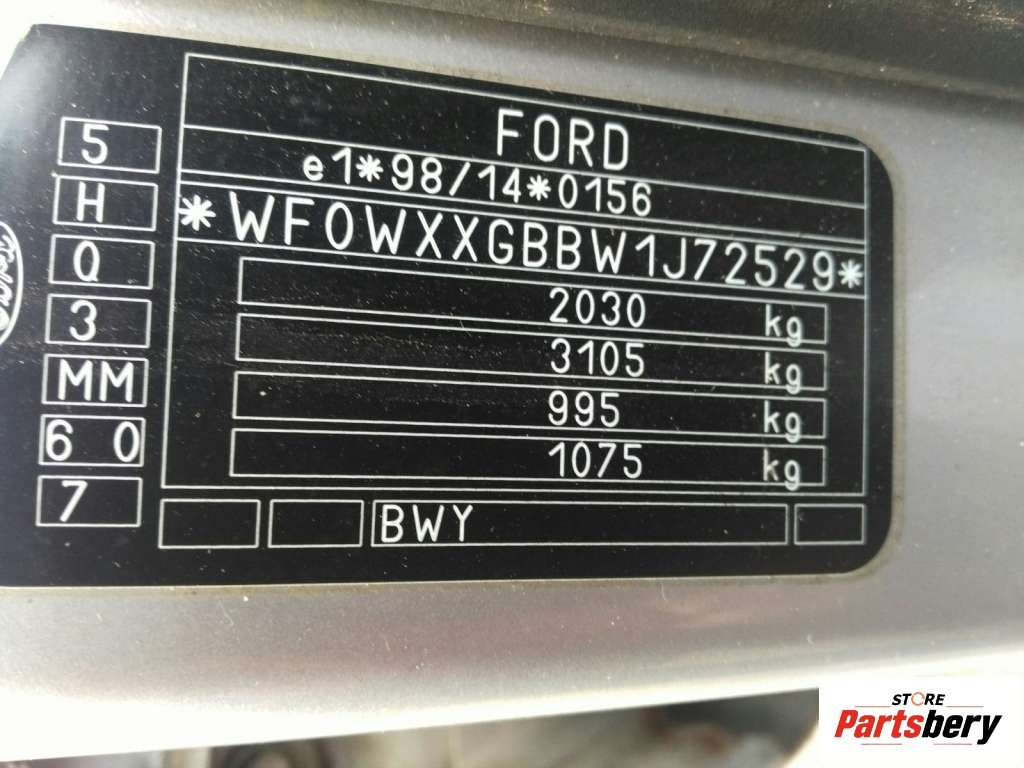 5
H
Q
3
MM
6 0
7
FORD
e1*98/14*0156
*WF0WXXGBBW1J72529*
2030 kg
3105 kg
995 kg
1075 kg
BWY
STORE
Partsbery